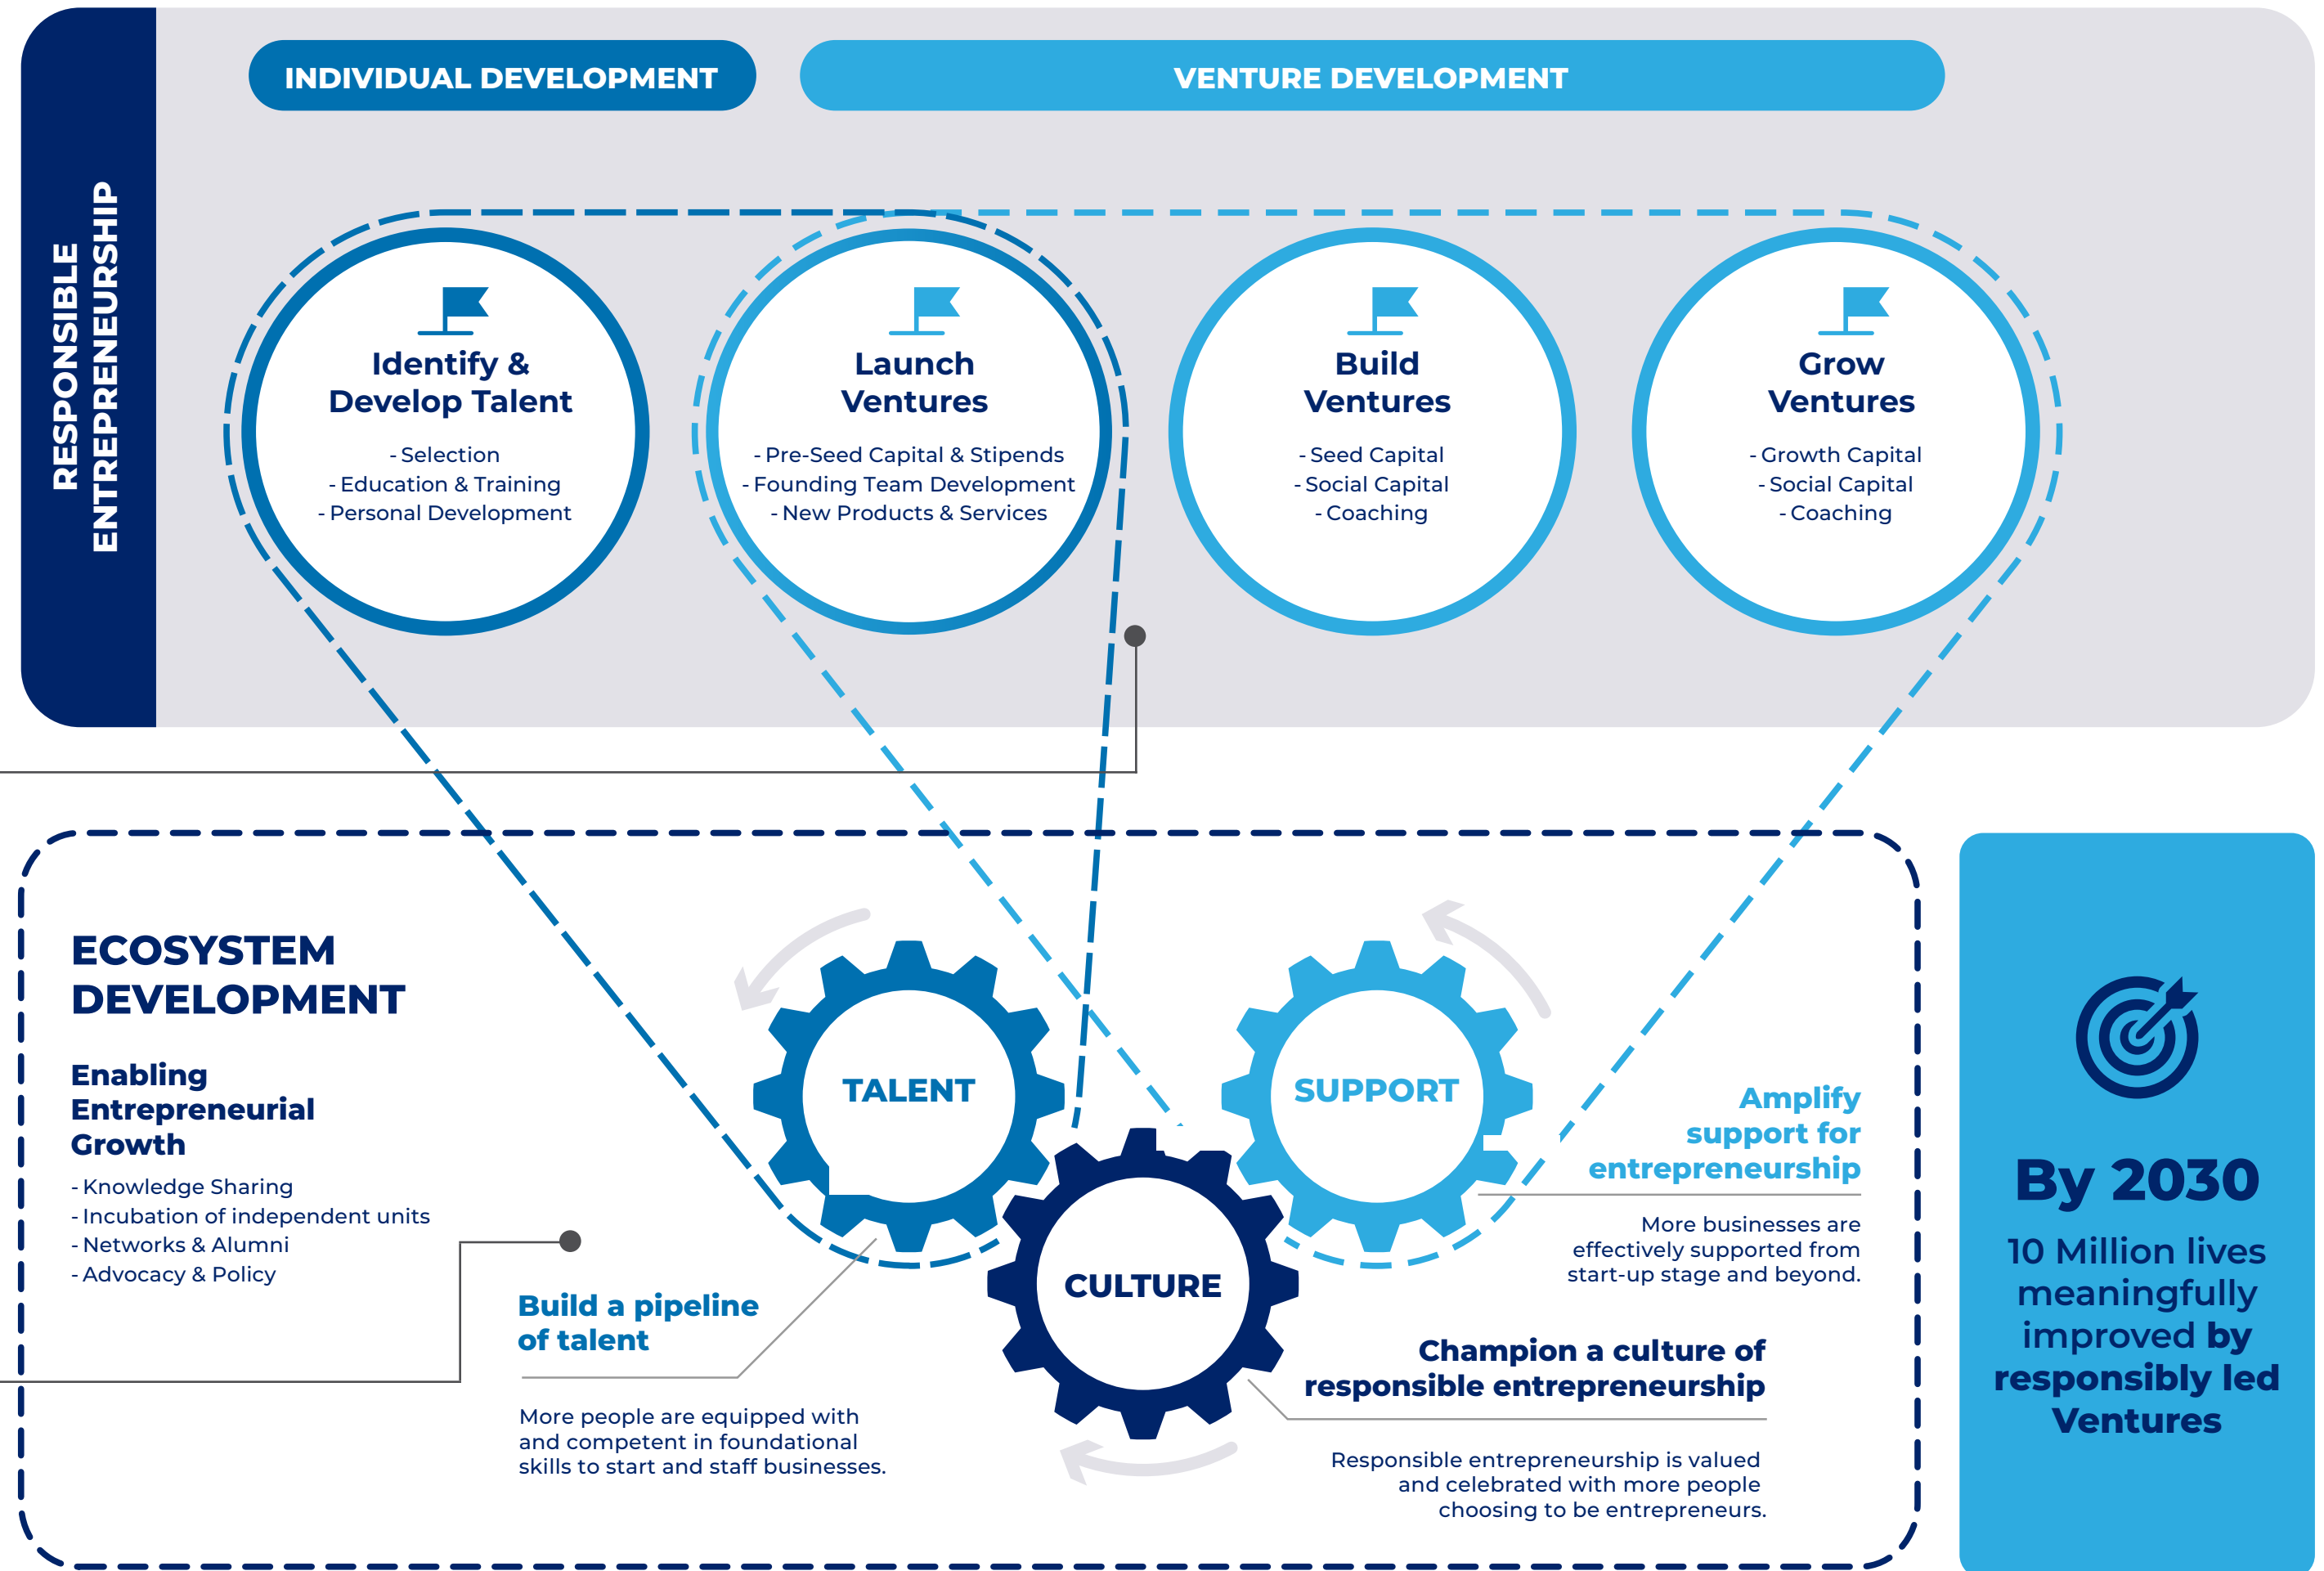 RESPONSIBLE
ENTREPRENEURSHIP
INDIVIDUAL DEVELOPMENT
VENTURE DEVELOPMENT
Identify &
Develop Talent
- Selection
- Education & Training
- Personal Development
Launch
Ventures
- Pre-Seed Capital & Stipends
- Founding Team Development
- New Products & Services
Build
Ventures
- Seed Capital
- Social Capital
- Coaching
Grow
Ventures
- Growth Capital
- Social Capital
- Coaching
ECOSYSTEM
DEVELOPMENT
Enabling
Entrepreneurial
Growth
- Knowledge Sharing
- Incubation of independent units
- Networks & Alumni
- Advocacy & Policy
TALENT
SUPPORT
CULTURE
Build a pipeline
of talent
More people are equipped with
and competent in foundational
skills to start and staff businesses.
Amplify
support for
entrepreneurship
More businesses are
effectively supported from
start-up stage and beyond.
Champion a culture of
responsible entrepreneurship
Responsible entrepreneurship is valued
and celebrated with more people
choosing to be entrepreneurs.
By 2030
10 Million lives
meaningfully
improved by
responsibly led
Ventures